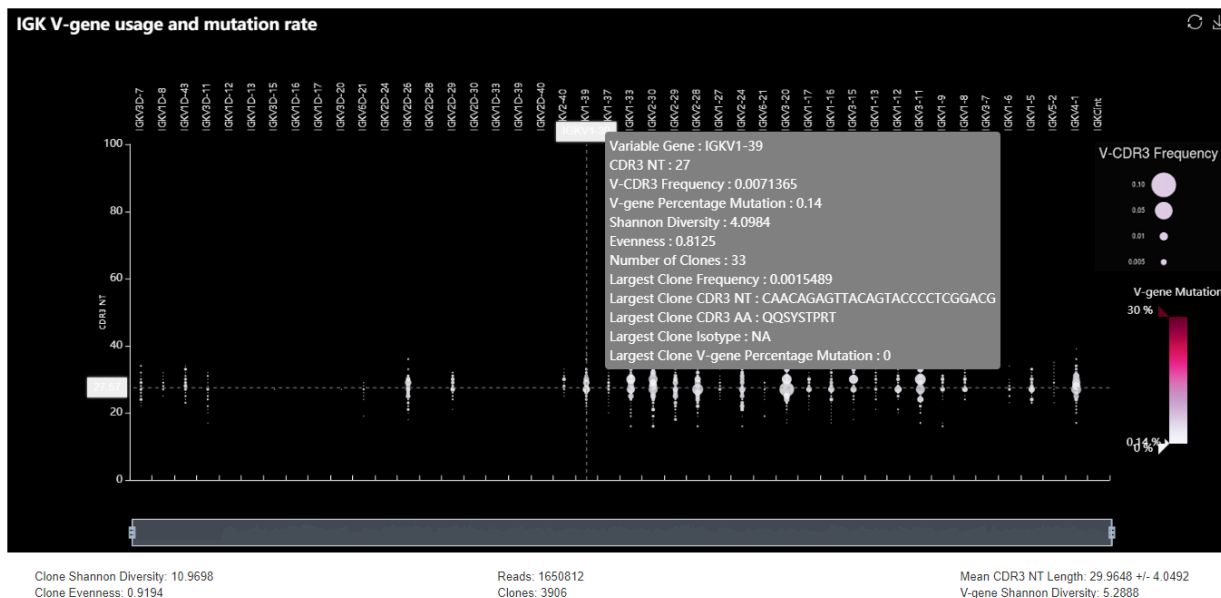 IGK V-gene usage and mutation rate
IGKV3D-7
IGKV1D-8
IGKV1D-43
IGKV3D-11
IGKV1D-12
IGKV1D-13
IGKV3D-15
IGKV1D-16
IGKV1D-17
IGKV3D-20
IGKV6D-21
IGKV2D-24
IGKV2D-26
IGKV2D-28
IGKV2D-29
IGKV2D-30
IGKV1D-33
IGKV1D-39
IGKV2D-40
IGKV2-40
IGKV1-39
IGKV1-37
IGKV1-33
IGKV2-30
IGKV2-29
IGKV2-28
IGKV1-27
IGKV2-24
IGKV6-21
IGKV3-20
IGKV1-17
IGKV1-16
IGKV3-15
IGKV1-13
IGKV1-12
IGKV3-11
IGKV1-9
IGKV1-8
IGKV3-7
IGKV1-6
IGKV1-5
IGKV5-2
IGKV4-1
IGKCInt
IGKV1-39
100
80
60
40
20
0
CDR3 NT
27.57
Variable Gene : IGKV1-39
CDR3 NT : 27
V-CDR3 Frequency : 0.0071365
V-gene Percentage Mutation : 0.14
Shannon Diversity : 4.0984
Evenness : 0.8125
Number of Clones : 33
Largest Clone Frequency : 0.0015489
Largest Clone CDR3 NT : CAACAGAGTTACAGTACCCCTCGGACG
Largest Clone CDR3 AA : QQSYSTPRT
Largest Clone Isotype : NA
Largest Clone V-gene Percentage Mutation : 0
V-CDR3 Frequency
0.10
0.05
0.01
0.005
V-gene Mutation
30 %
0.14 %
0 %
Clone Shannon Diversity: 10.9698
Clone Evenness: 0.9194
Reads: 1650812
Clones: 3906
Mean CDR3 NT Length: 29.9648 +/- 4.0492
V-gene Shannon Diversity: 5.2888